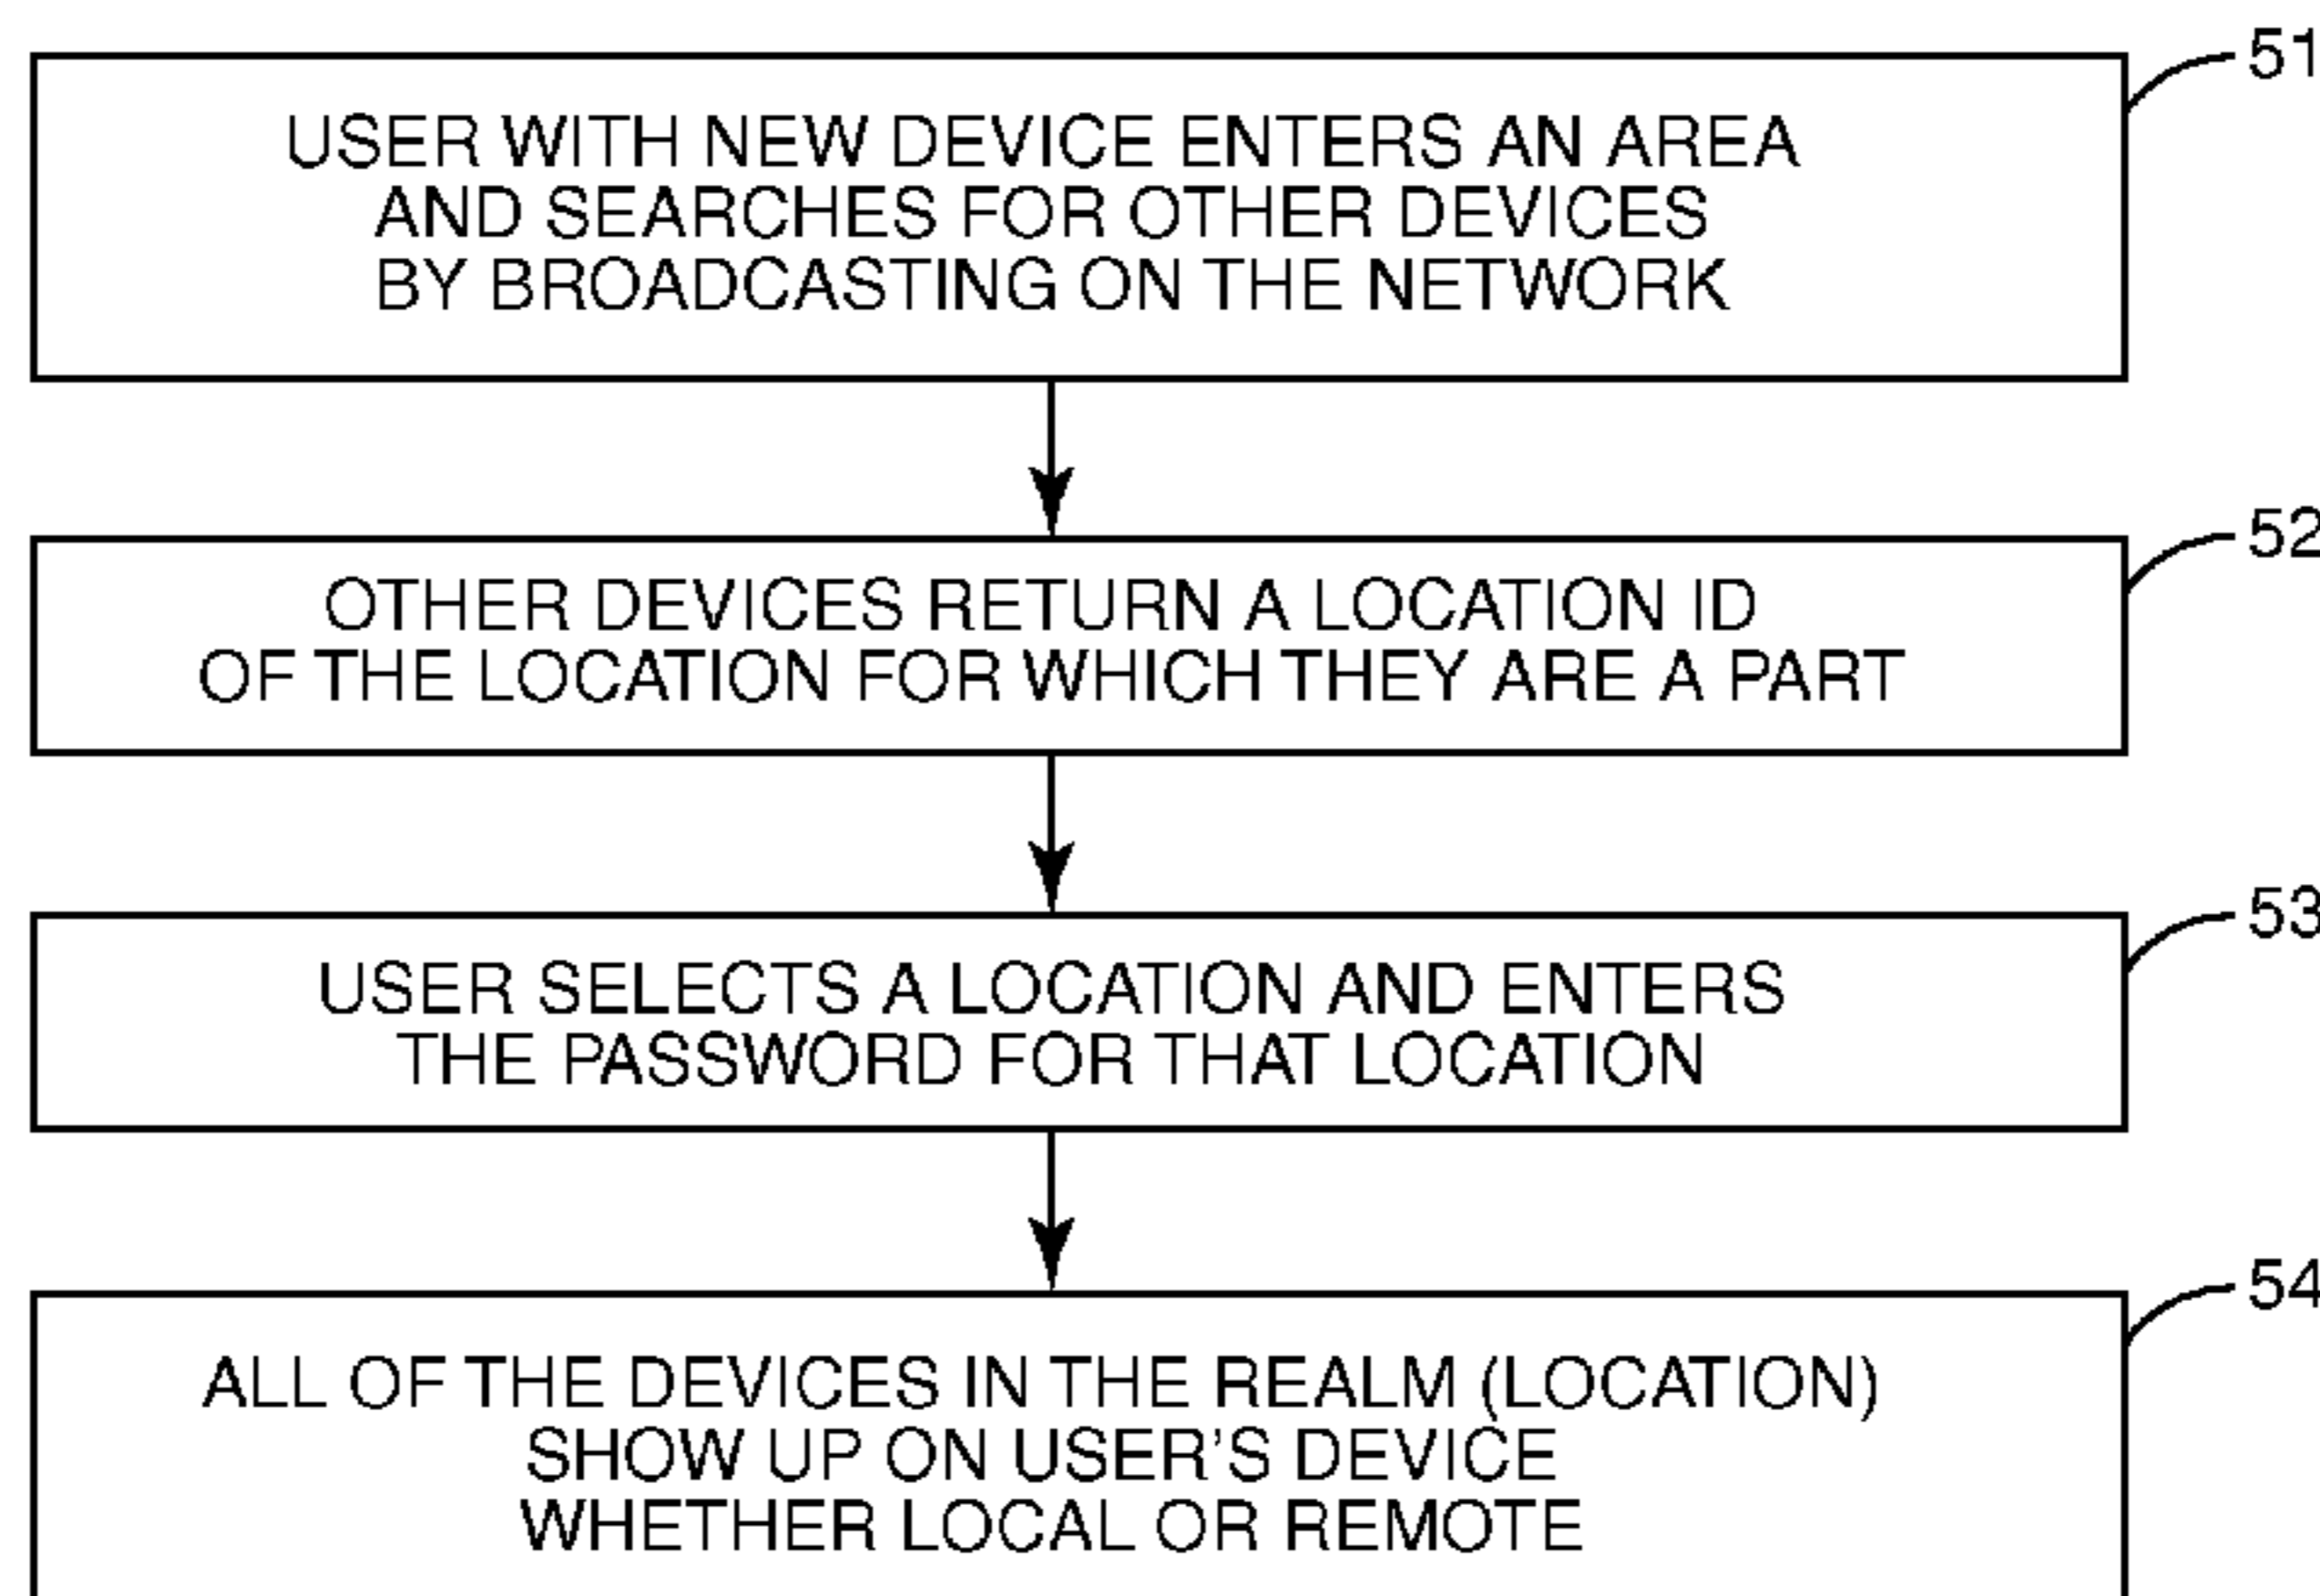 51
USER WITH NEW DEVICE ENTERS AN AREA
AND SEARCHES FOR OTHER DEVICES
BY BROADCASTING ON THE NETWORK
52
OTHER DEVICES RETURN A LOCATION ID
OF THE LOCATION FOR WHICH THEY ARE A PART
53
USER SELECTS A LOCATION AND ENTERS
THE PASSWORD FOR THAT LOCATION
54
ALL OF THE DEVICES IN THE REALM (LOCATION)
SHOW UP ON USER'S DEVICE
WHETHER LOCAL OR REMOTE